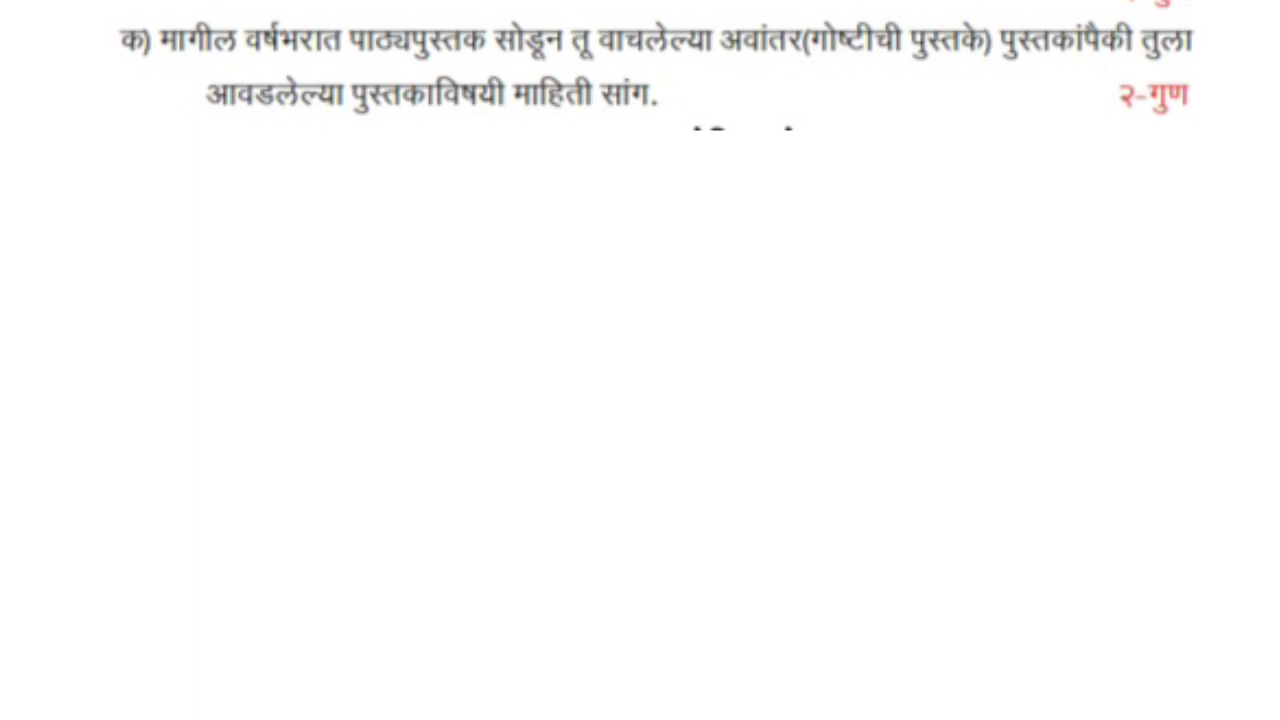 क) मागील वर्षभरात पाठ्यपुस्तक सोडून तू वाचलेल्या अवांतर(गोष्टीची पुस्तके) पुस्तकांपैकी तुला
आवडलेल्या पुस्तकाविषयी माहिती सांग. २-गुण